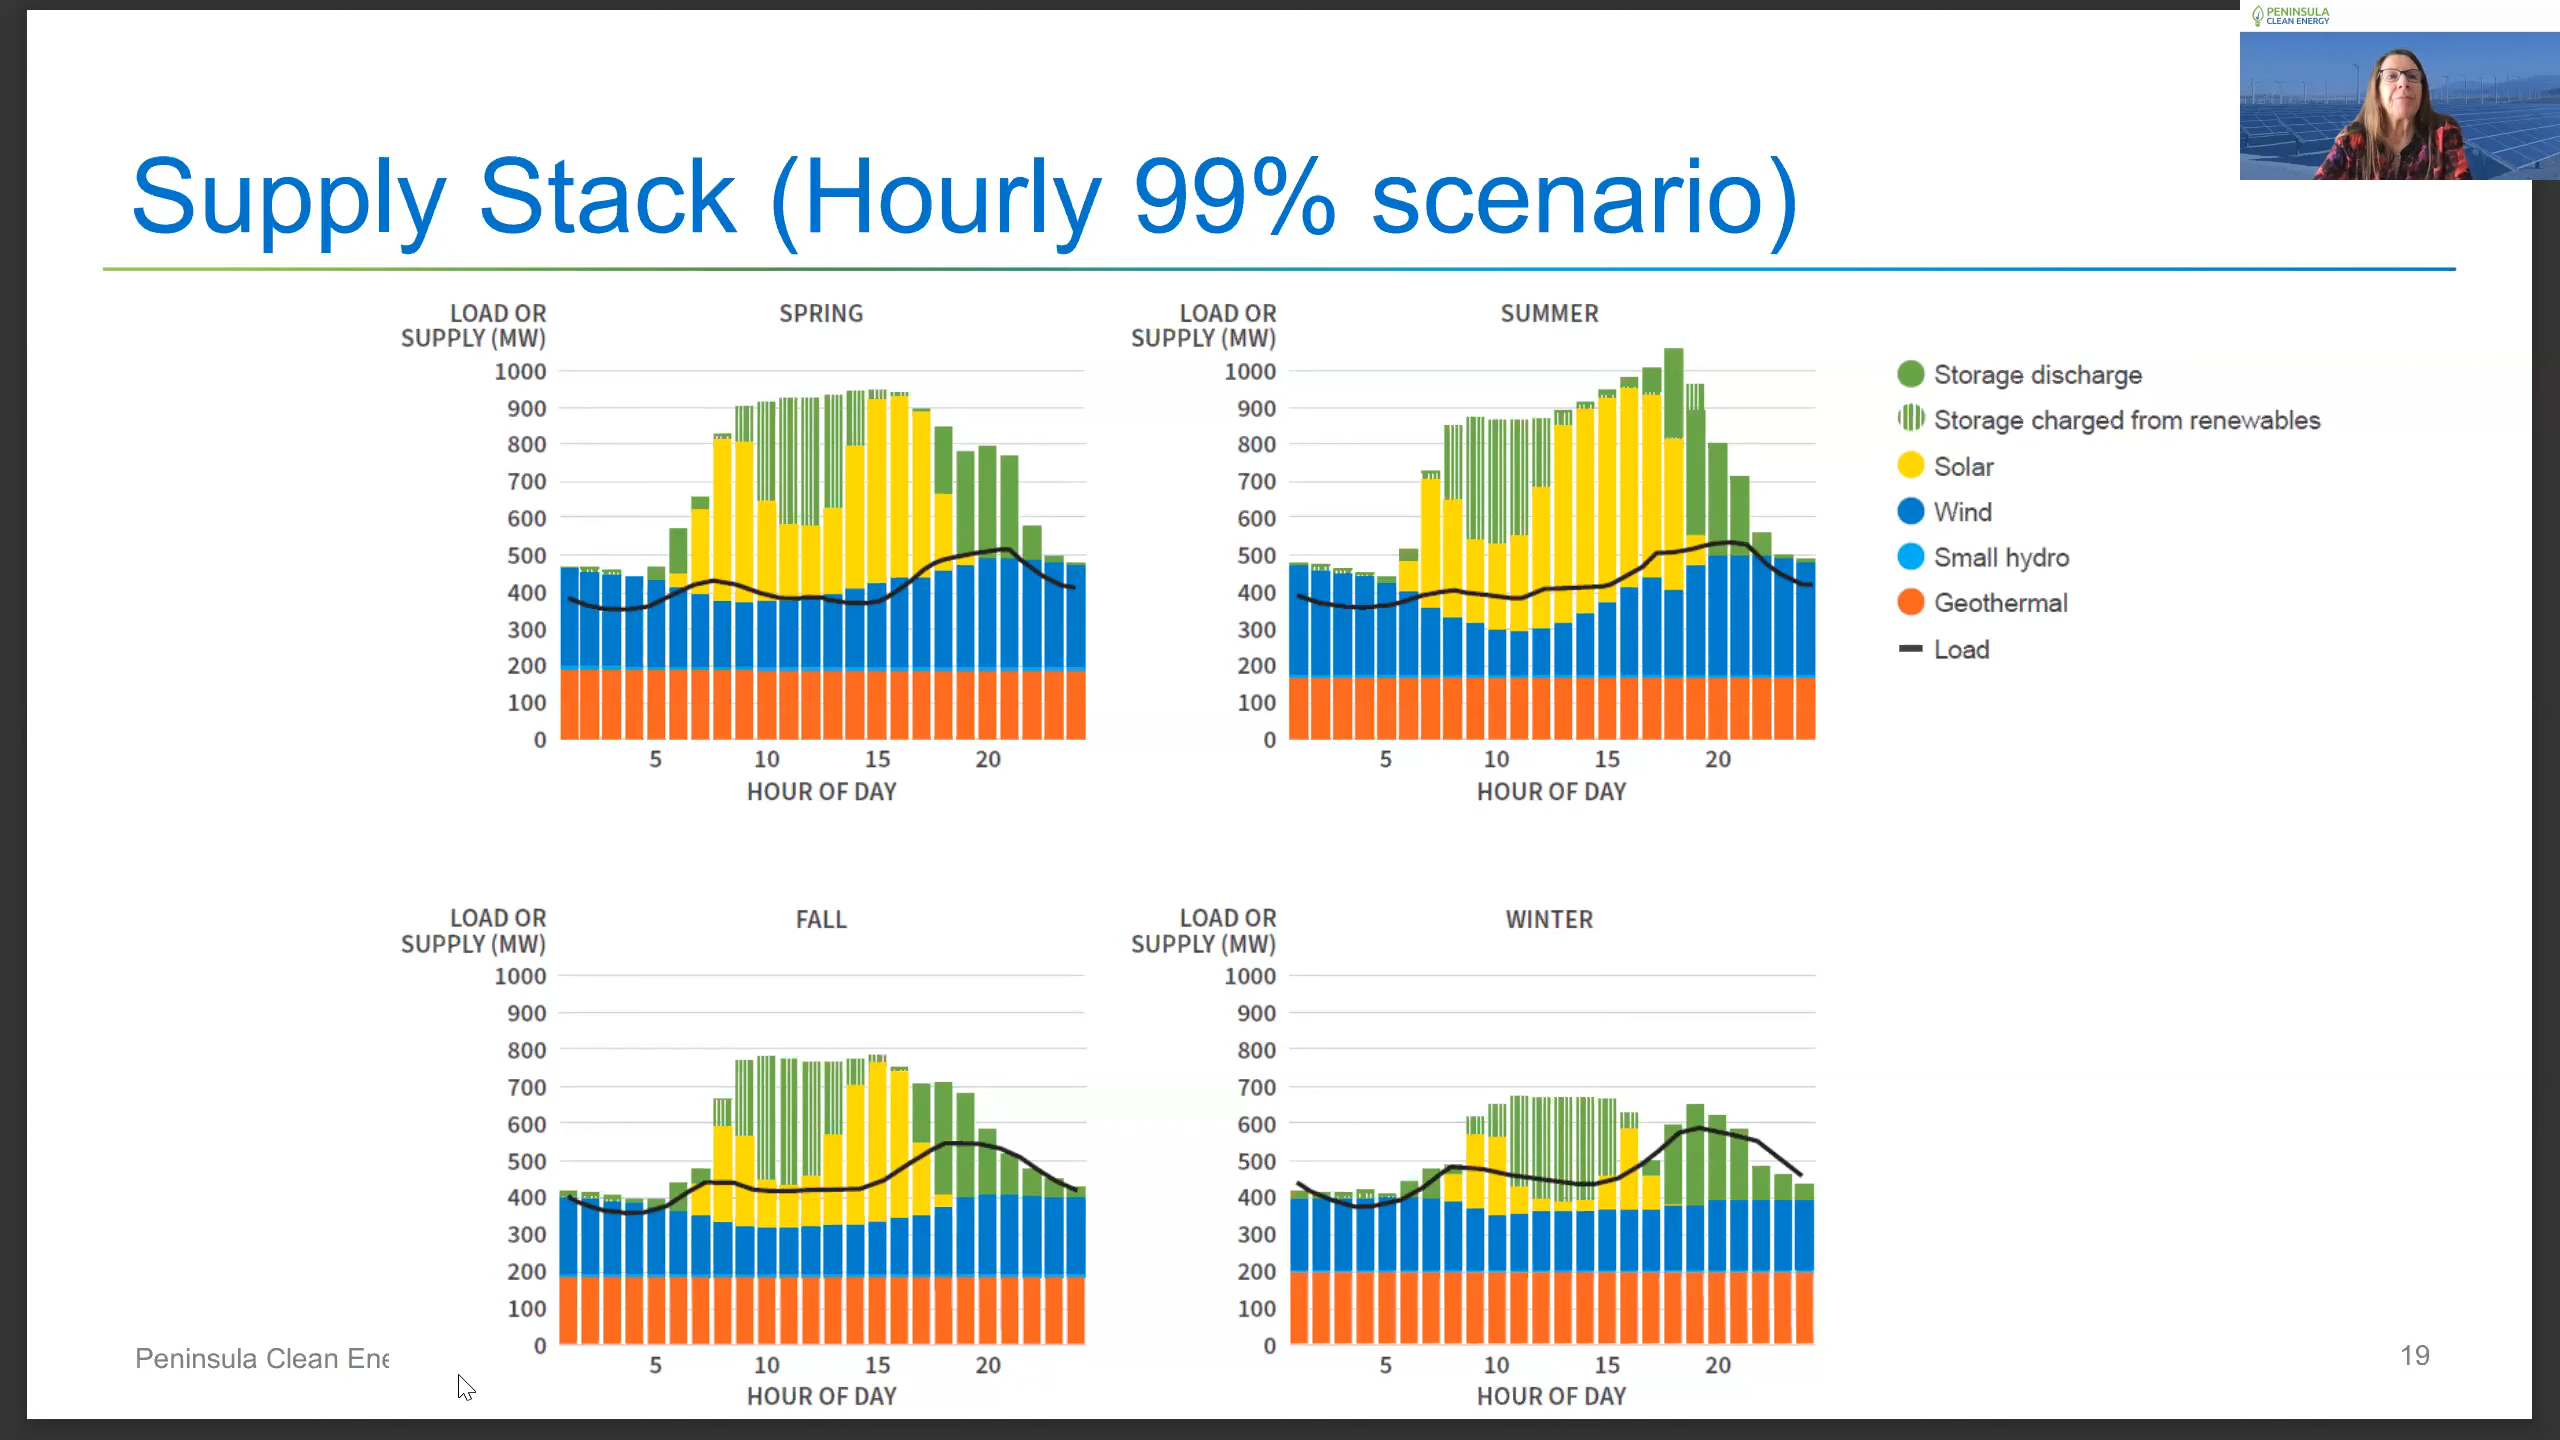 PENINSULA
CLEAN ENERGY
Supply Stack (Hourly 99% scenario)
LOAD OR
SUPPLY (MW)
SPRING
1000
900
800
700
600
500
400
300
200
100
0
5 10 15 20
HOUR OF DAY
LOAD OR
SUPPLY (MW)
SUMMER
1000
900
800
700
600
500
400
300
200
100
0
5 10 15 20
HOUR OF DAY
Storage discharge
Storage charged from renewables
Solar
Wind
Small hydro
Geothermal
Load
LOAD OR
SUPPLY (MW)
FALL
1000
900
800
700
600
500
400
300
200
100
0
5 10 15 20
HOUR OF DAY
LOAD OR
SUPPLY (MW)
WINTER
1000
900
800
700
600
500
400
300
200
100
0
5 10 15 20
HOUR OF DAY
Peninsula Clean Ene
19